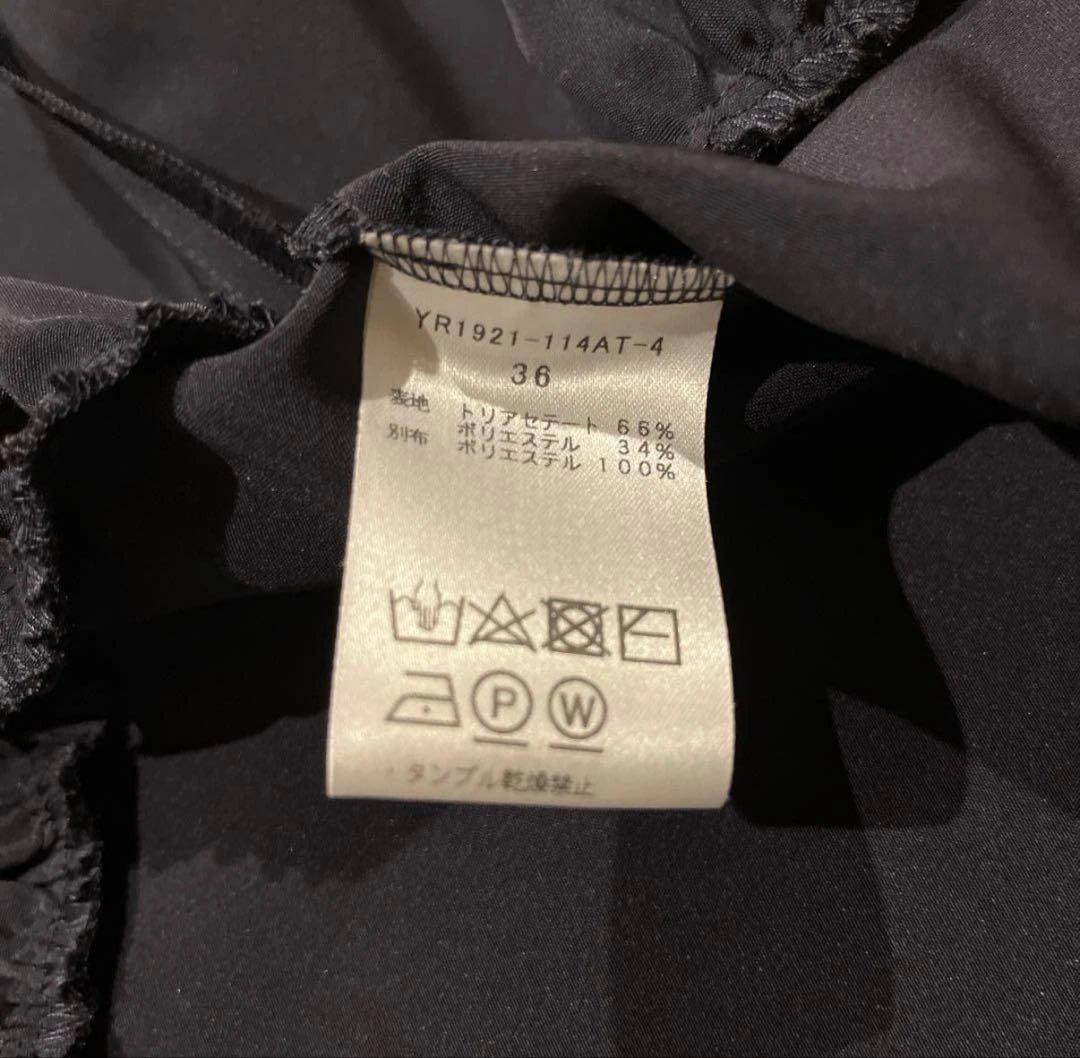 YR1921-114AT-4
36
表地 トリアセテート 66%
ポリエステル 34%
別布 ポリエステル 100%
P W
・タンブル乾燥禁止